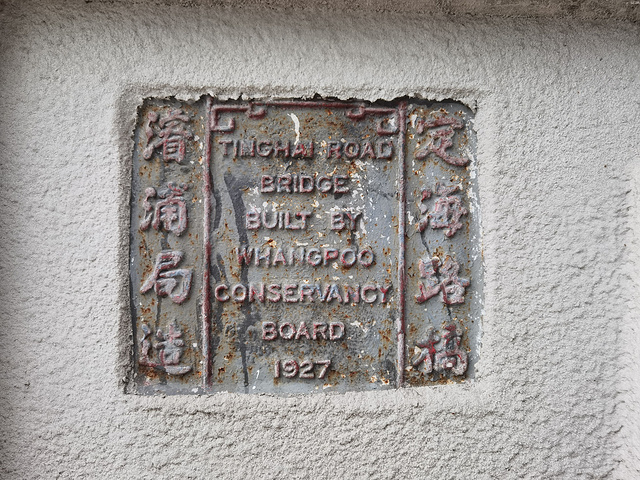 定海路橋
TINGHAI ROAD
BRIDGE
BUILT BY
WHANGPOO
CONSERVANCY
BOARD
1927
濬浦局造